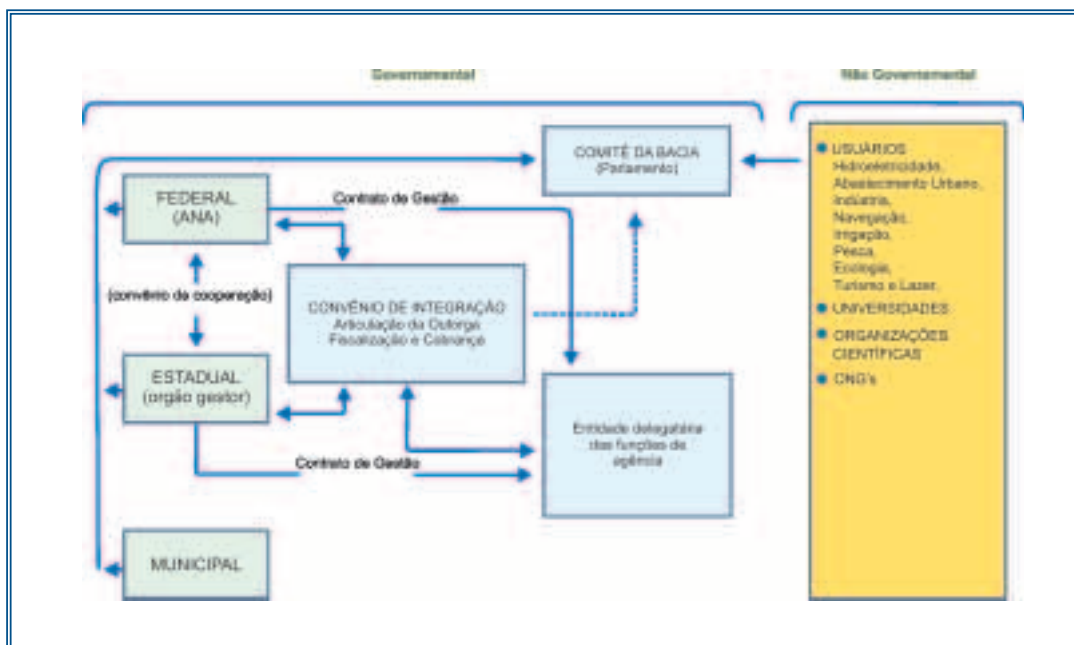 Governamental
Não Governamental
COMITÊ DA BACIA
(Parlamento)
FEDERAL
(ANA)
Contrato de Gestão
(convênio de cooperação)
CONVÊNIO DE INTEGRAÇÃO
Articulação da Outorga
Fiscalização e Cobrança
ESTADUAL
(orgão gestor)
Contrato de Gestão
Entidade delegatária
das funções de
agência
MUNICIPAL
USUÁRIOS
Hidroeletricidade,
Abastecimento Urbano,
Indústria,
Navegação,
Irrigação,
Pesca,
Ecologia,
Turismo e Lazer,
UNIVERSIDADES
ORGANIZAÇÕES
CIENTÍFICAS
ONG's